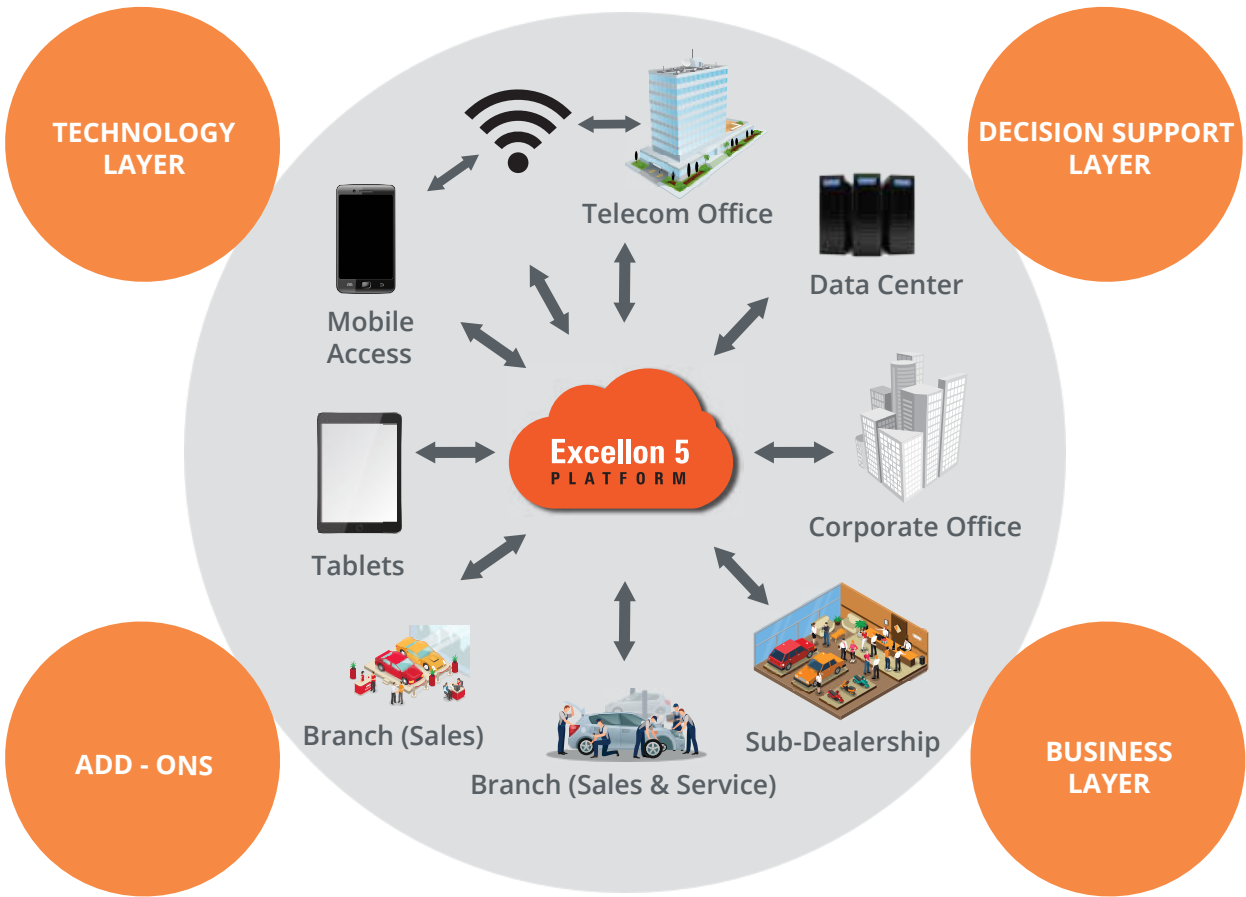 TECHNOLOGY
LAYER
DECISION SUPPORT
LAYER
Telecom Office
Data Center
Mobile
Access
Excellon 5
PLATFORM
Corporate Office
Tablets
Branch (Sales)
Sub-Dealership
Branch (Sales & Service)
ADD - ONS
BUSINESS
LAYER